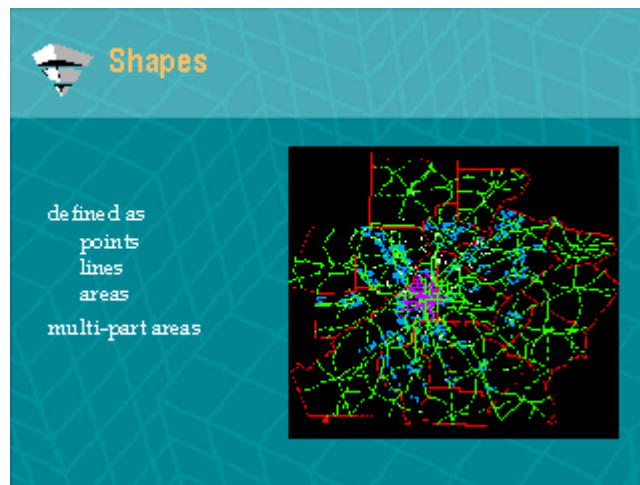 Shapes
defined as
points
lines
areas
multi-part areas